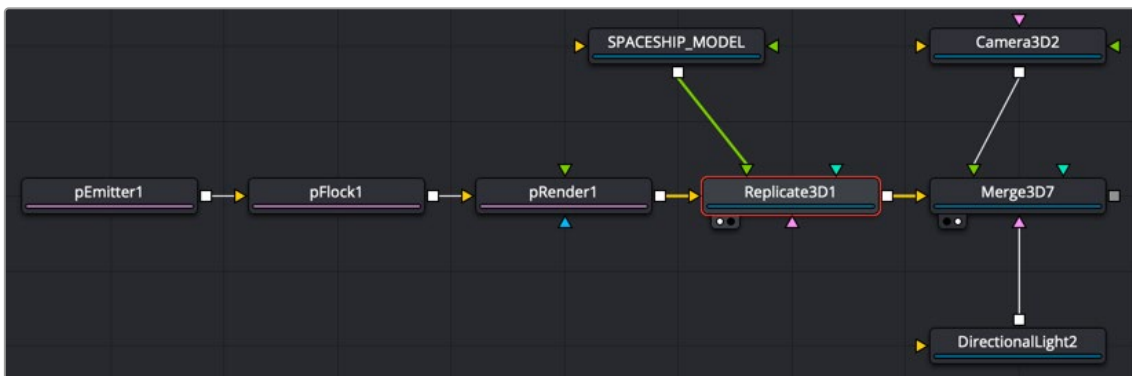 SPACESHIP_MODEL
Camera3D2
pEmitter1
pFlock1
pRender1
Replicate3D1
Merge3D7
DirectionalLight2